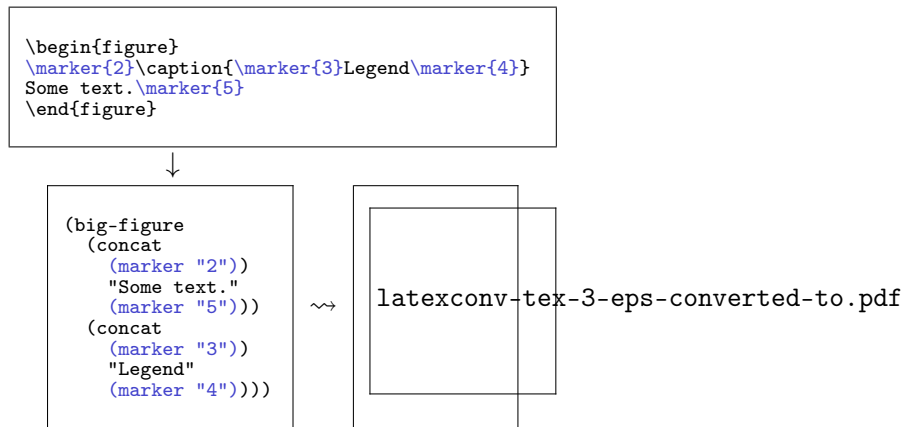 \begin{figure}
\marker{2}\caption{\marker{3}Legend\marker{4}}
Some text.\marker{5}
\end{figure}
↓
(big-figure
  (concat
    (marker "2"))
    "Some text."
    (marker "5")))
  (concat
    (marker "3"))
    "Legend"
    (marker "4"))))
⇝
latexconv-tex-3-eps-converted-to.pdf